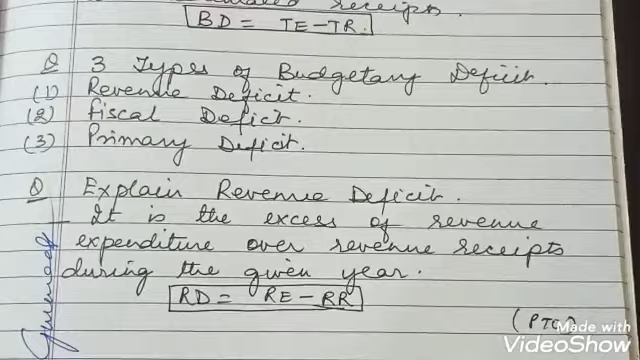 receipts.
BD = TE - TR.
Q 3 Types of Budgetary Deficit.
(1) Revenue Deficit.
(2) Fiscal Deficit.
(3) Primary Deficit.
Q Explain Revenue Deficit.
It is the excess of revenue
expenditure over revenue receipts
during the given year.
RD = RE - RR
(PTO)
Made with
VideoShow